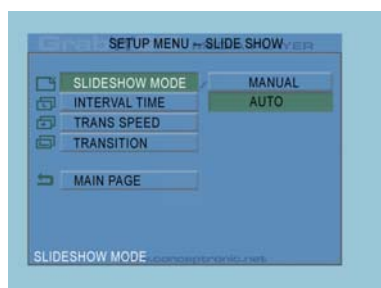 SETUP MENU -- SLIDE SHOW
SLIDESHOW MODE
MANUAL
INTERVAL TIME
AUTO
TRANS SPEED
TRANSITION
MAIN PAGE
SLIDESHOW MODE